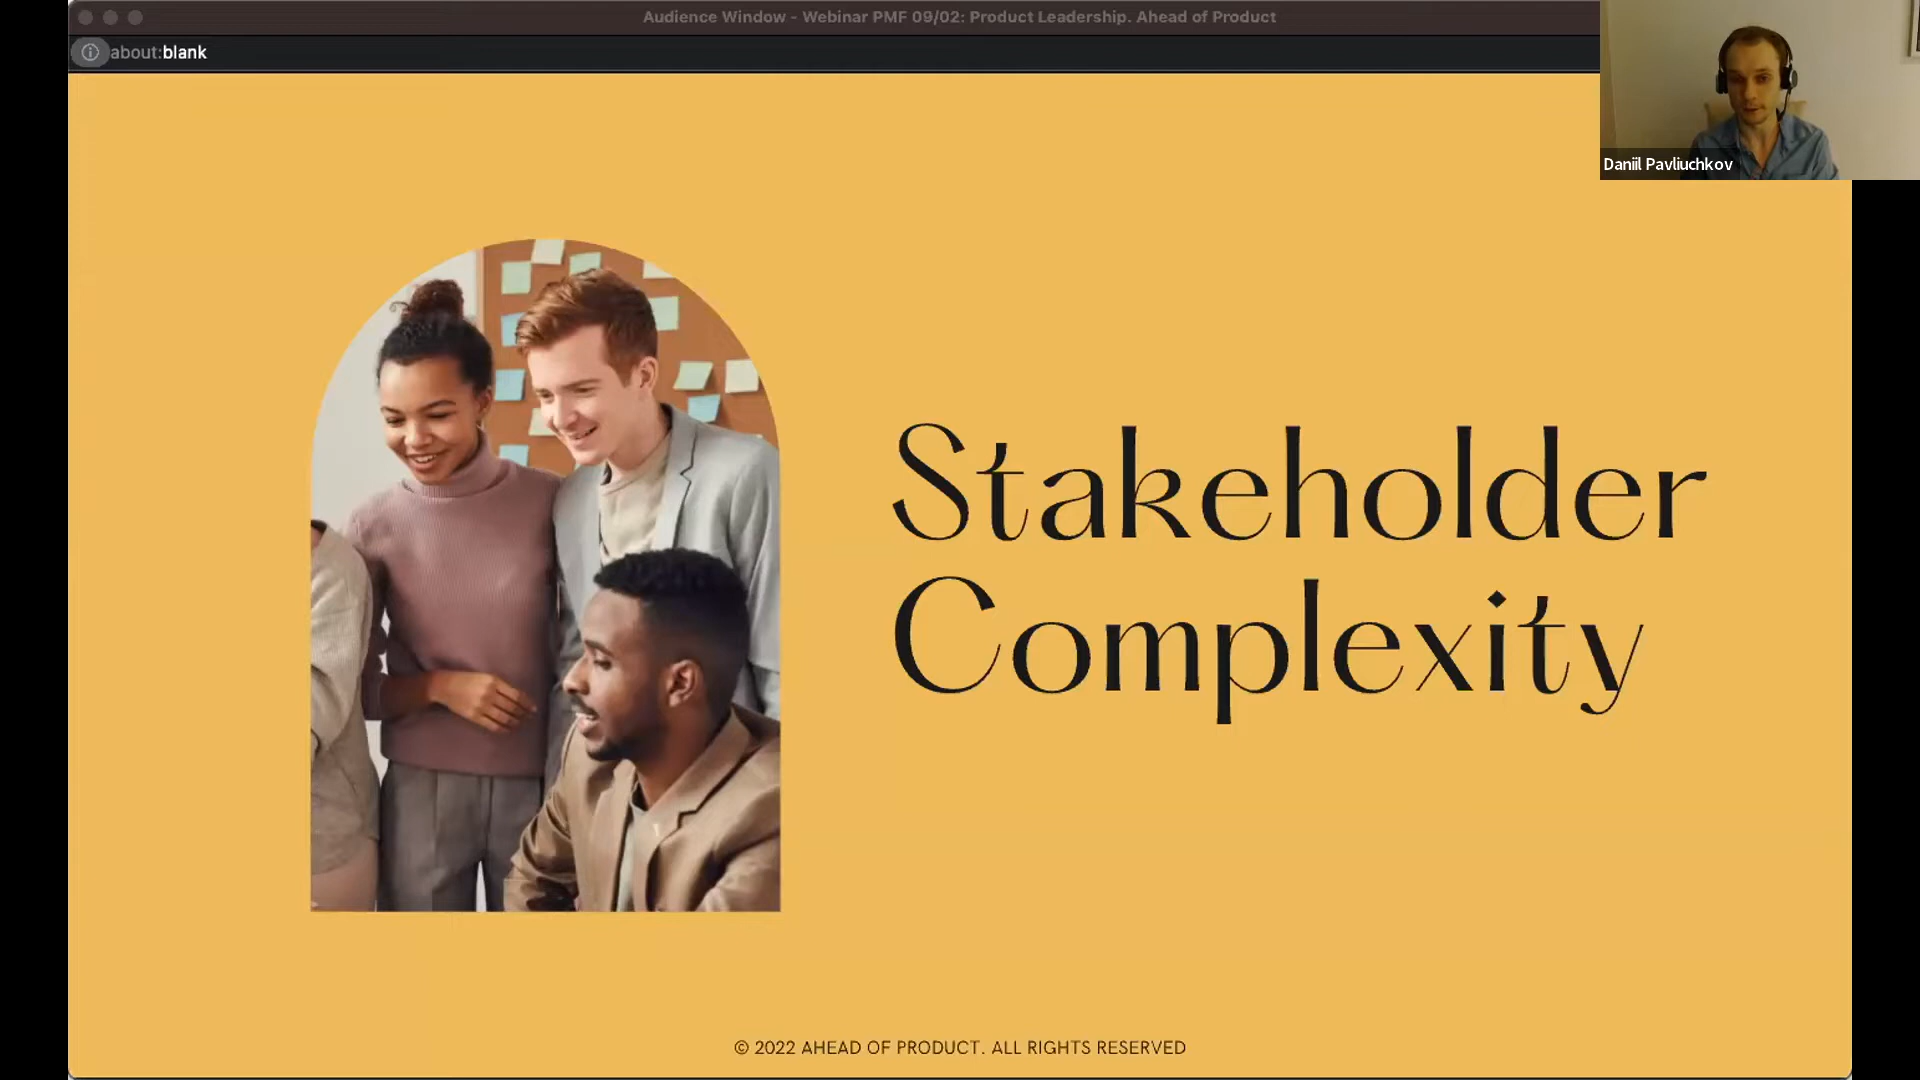 Audience Window - Webinar PMF 09/02: Product Leadership. Ahead of Product
about:blank
Daniil Pavliuchkov
Stakeholder
Complexity
© 2022 AHEAD OF PRODUCT. ALL RIGHTS RESERVED